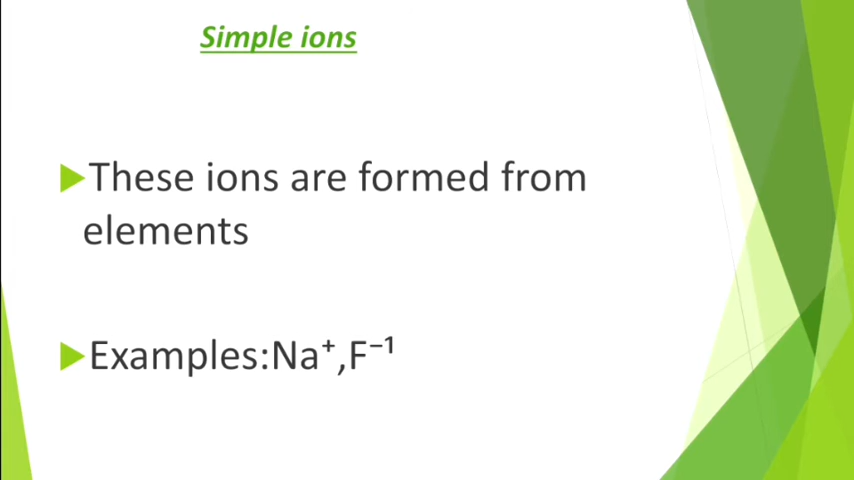 Simple ions
These ions are formed from
elements
Examples:Na⁺,F⁻¹